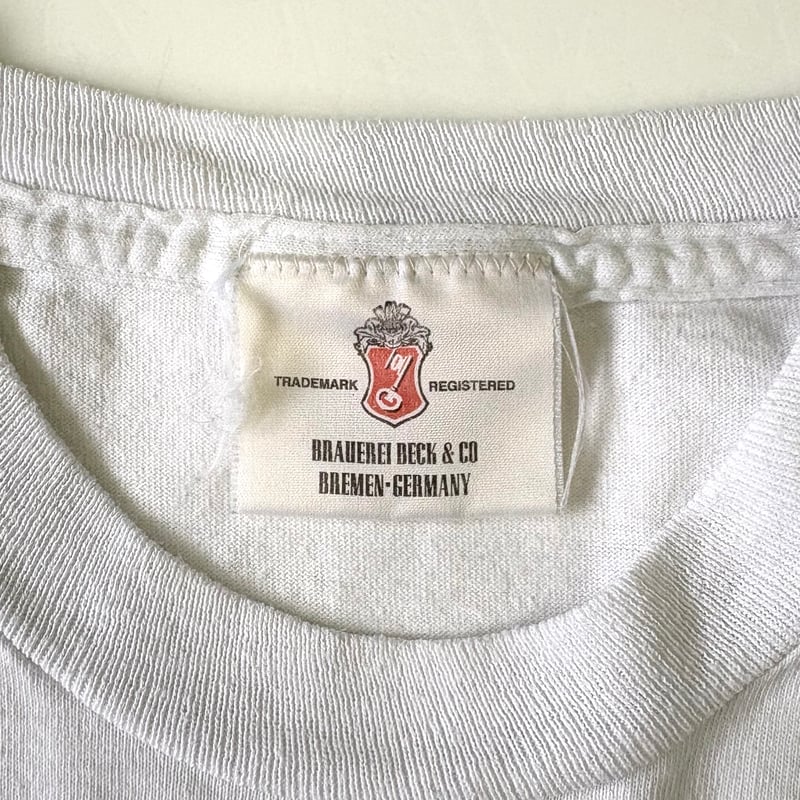 TRADEMARK REGISTERED
BRAUEREI BECK & CO
BREMEN-GERMANY